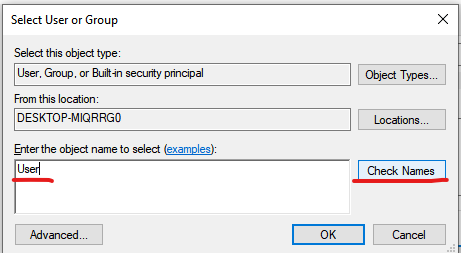 Select User or Group
Select this object type:
User, Group, or Built-in security principal
Object Types...
From this location:
DESKTOP-MIQRRG0
Locations...
Enter the object name to select (examples):
User
Check Names
Advanced...
OK
Cancel